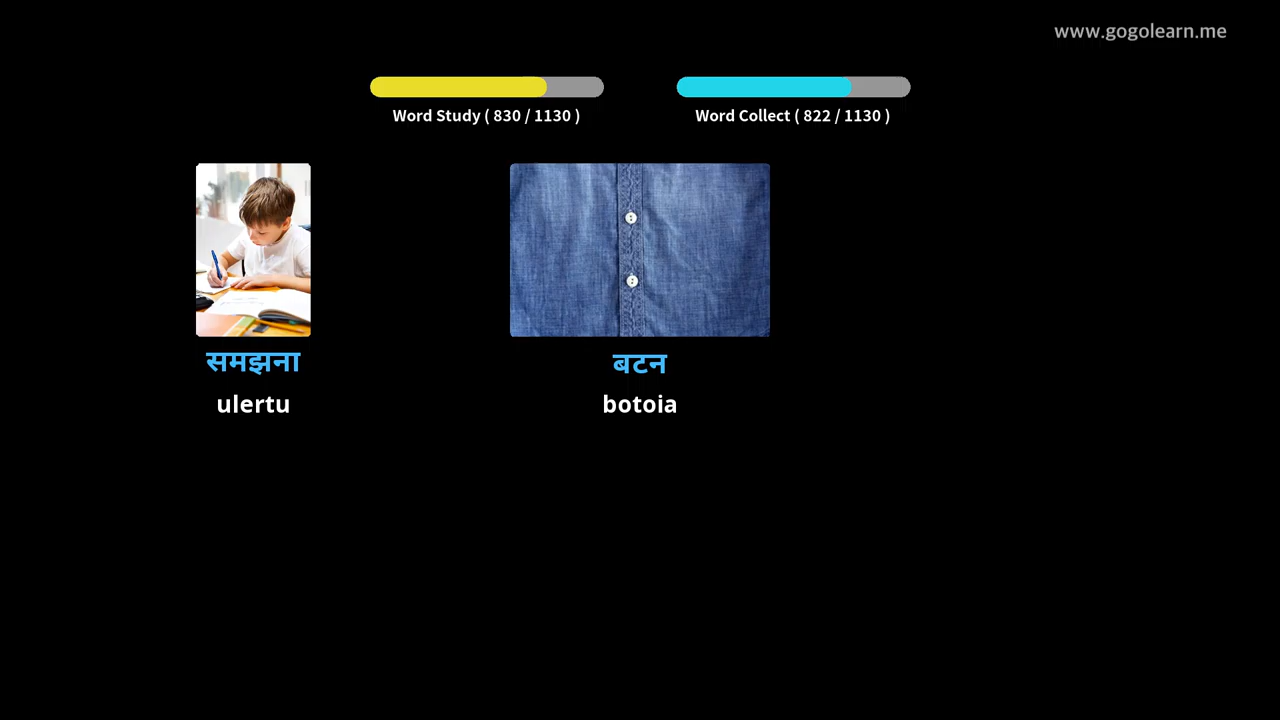 www.gogolearn.me
Word Study ( 830 / 1130 )
Word Collect ( 822 / 1130 )
समझना
ulertu
बटन
botoia